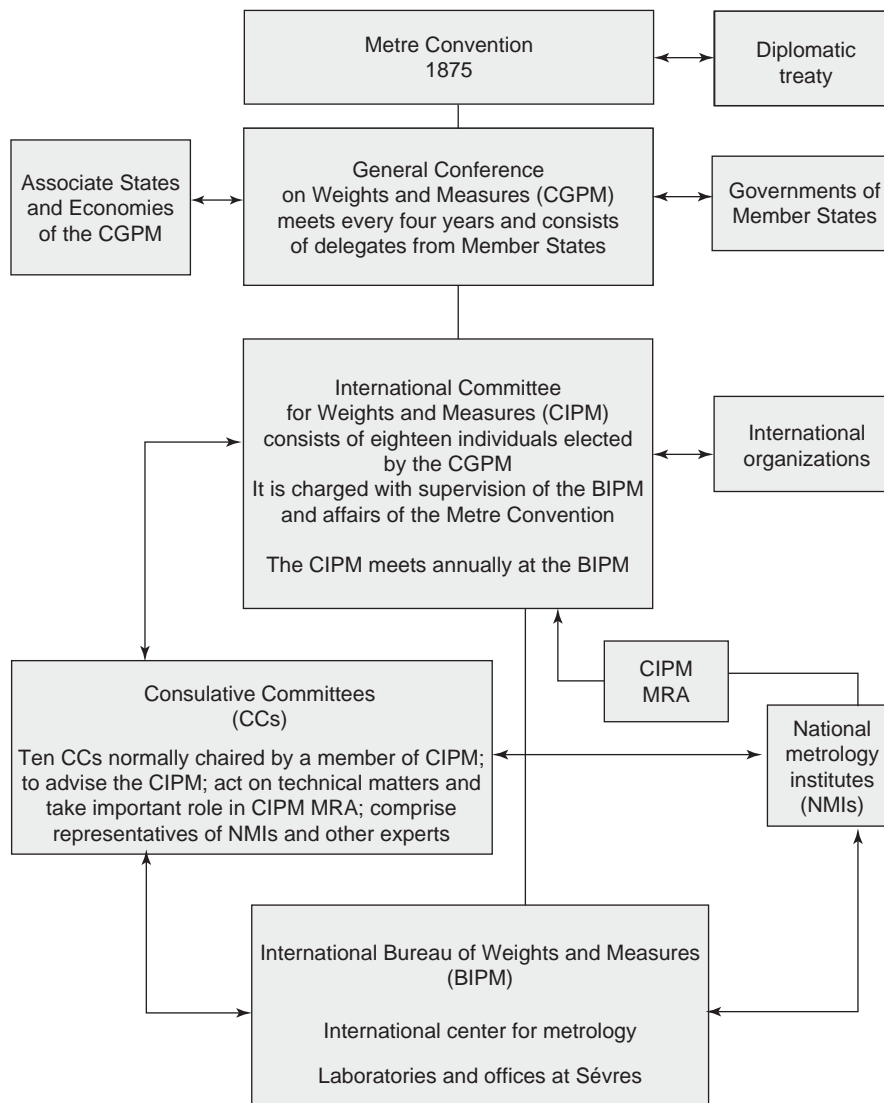 Metre Convention
1875
Diplomatic
treaty
Associate States
and Economies
of the CGPM
General Conference
on Weights and Measures (CGPM)
meets every four years and consists
of delegates from Member States
Governments of
Member States
International Committee
for Weights and Measures (CIPM)
consists of eighteen individuals elected
by the CGPM
It is charged with supervision of the BIPM
and affairs of the Metre Convention
The CIPM meets annually at the BIPM
International
organizations
CIPM
MRA
Consulative Committees
(CCs)
Ten CCs normally chaired by a member of CIPM;
to advise the CIPM; act on technical matters and
take important role in CIPM MRA; comprise
representatives of NMIs and other experts
National
metrology
institutes
(NMIs)
International Bureau of Weights and Measures
(BIPM)
International center for metrology
Laboratories and offices at Sévres